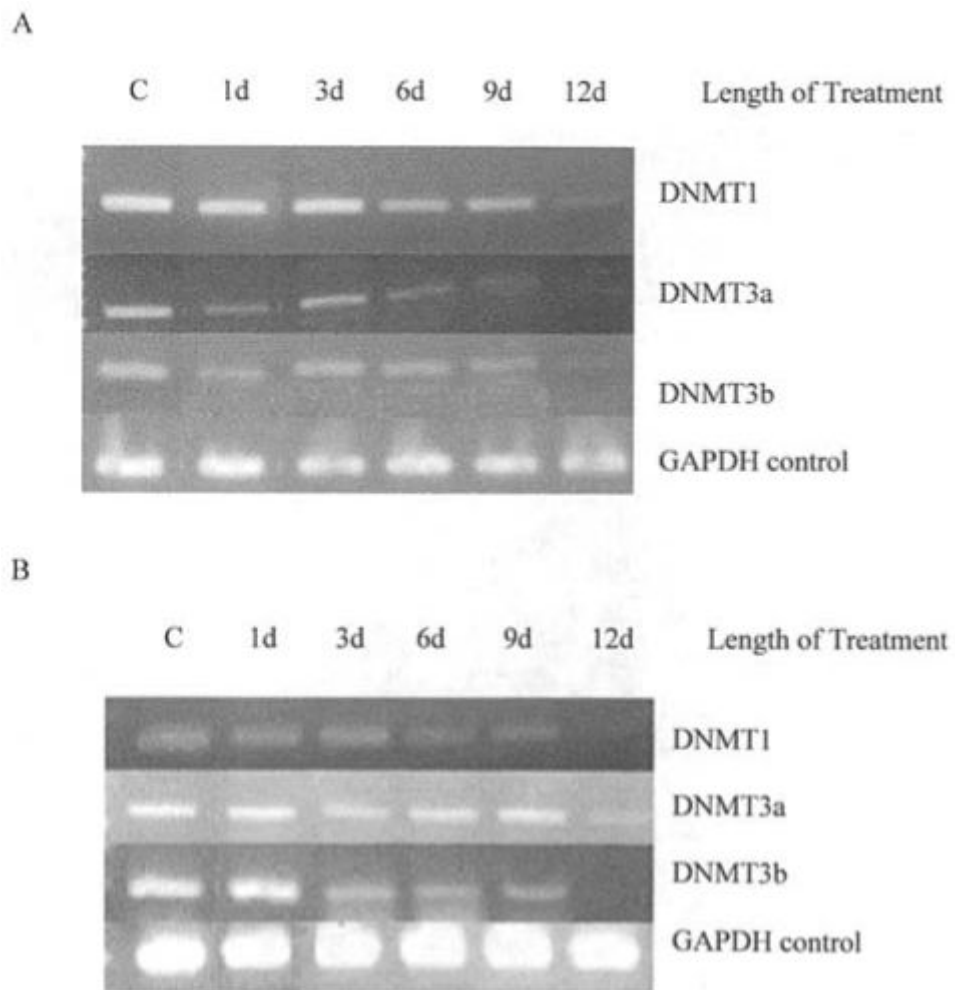 A
C 1d 3d 6d 9d 12d Length of Treatment
DNMT1
DNMT3a
DNMT3b
GAPDH control
B
C 1d 3d 6d 9d 12d Length of Treatment
DNMT1
DNMT3a
DNMT3b
GAPDH control